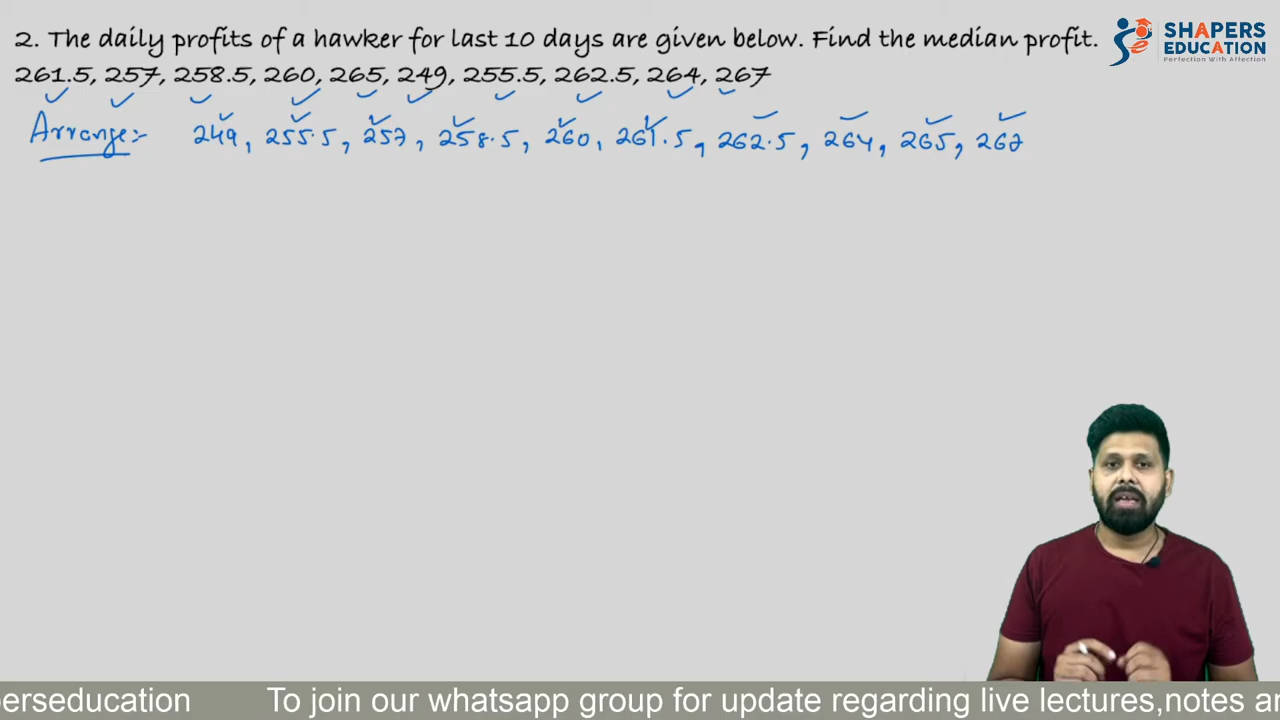 2. The daily profits of a hawker for last 10 days are given below. Find the median profit.
261.5, 257, 258.5, 260, 265, 249, 255.5, 262.5, 264, 267
Arrange:- 249, 255.5, 257, 258.5, 260, 261.5, 262.5, 264, 265, 267
SHAPERS
EDUCATION
Perfection With Affection
perseducation To join our whatsapp group for update regarding live lectures,notes an